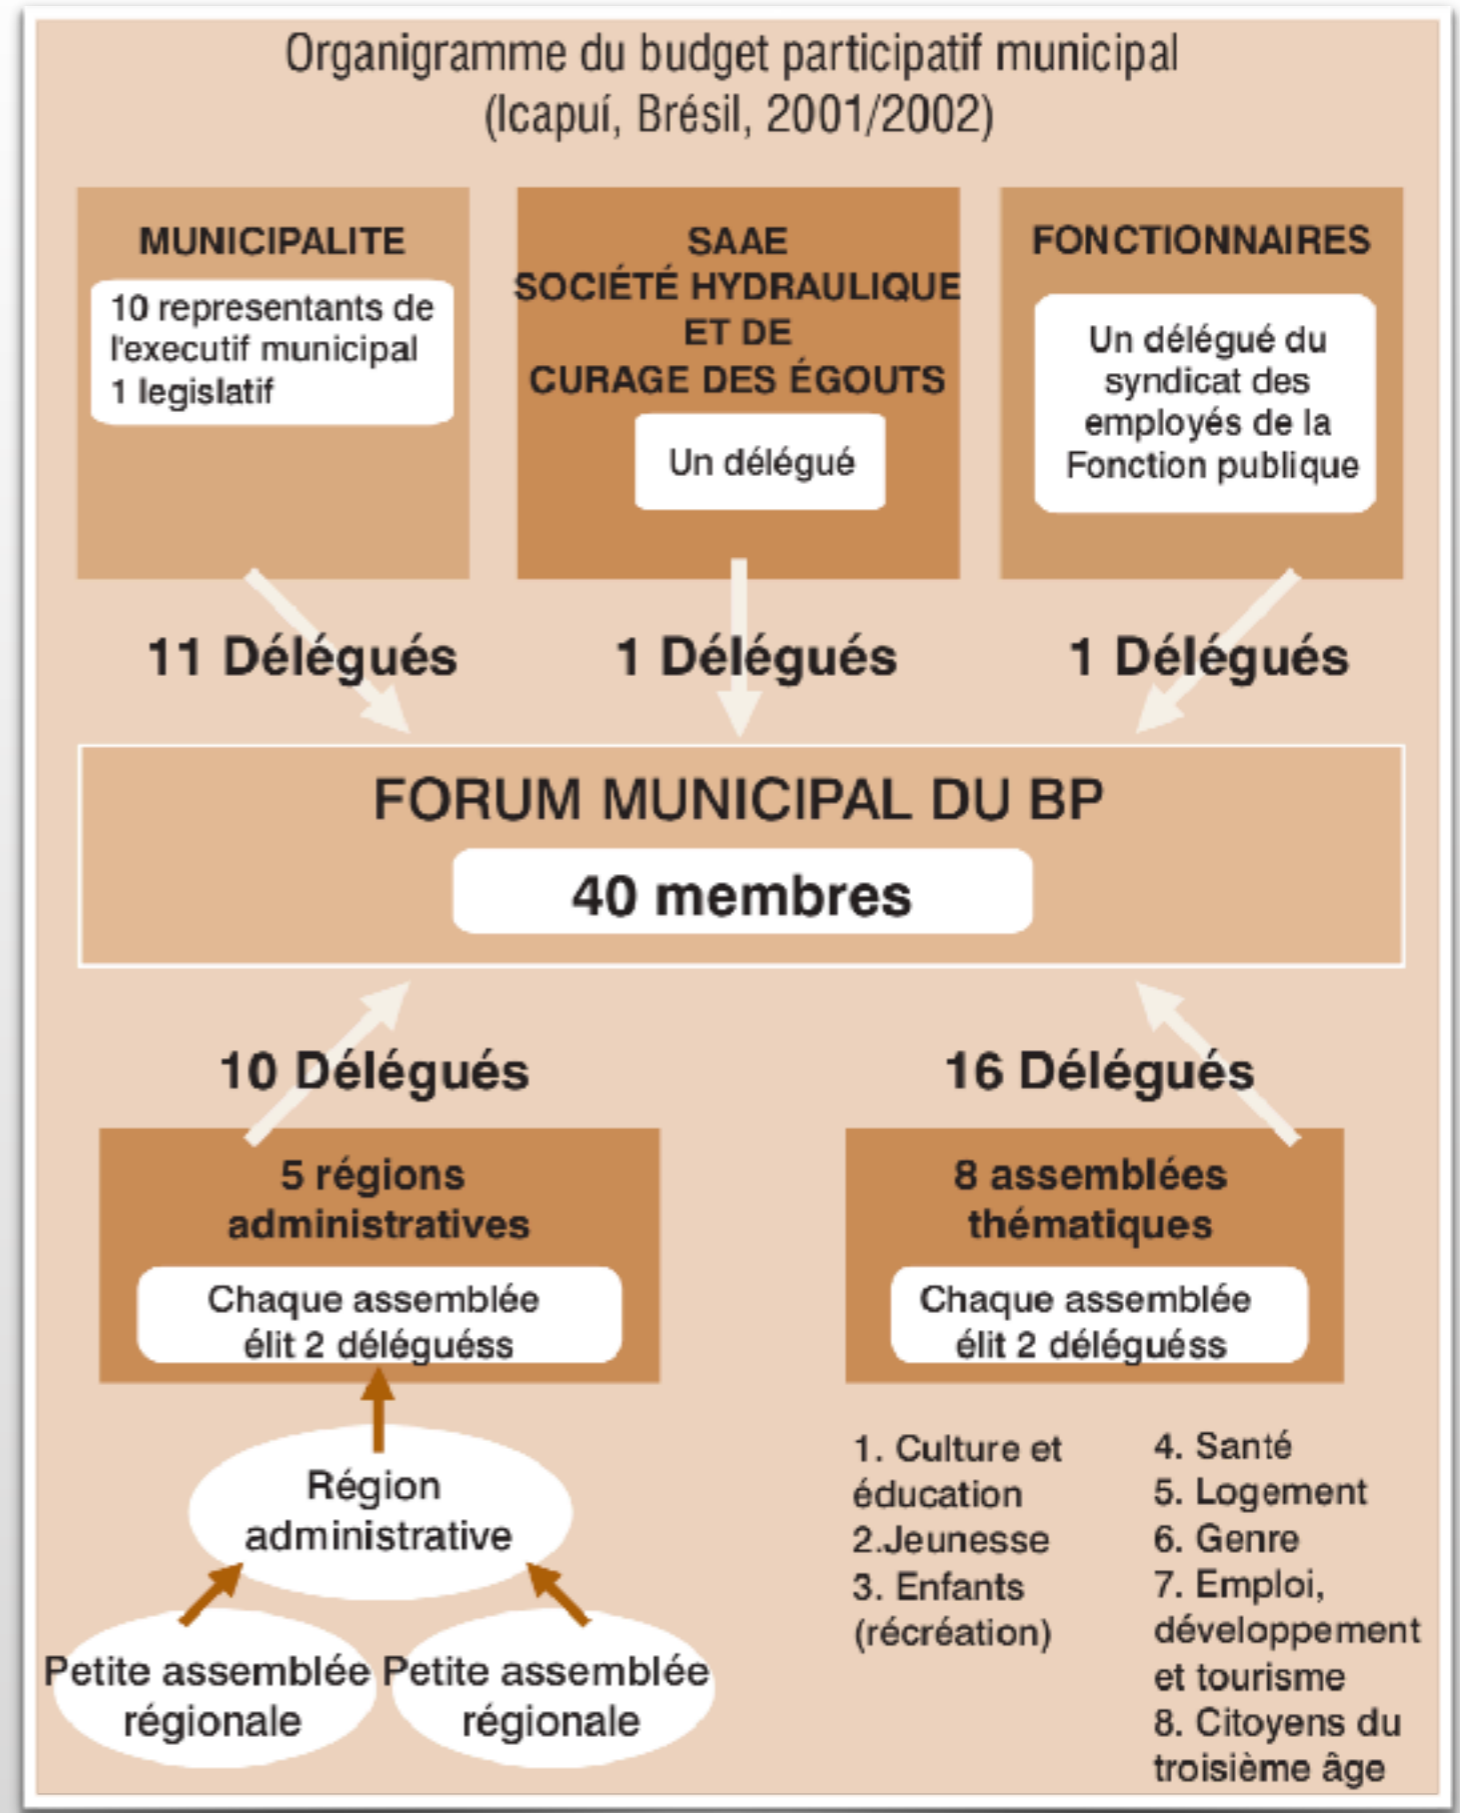 Organigramme du budget participatif municipal
(Icapuí, Brésil, 2001/2002)
MUNICIPALITE
10 representants de
l'executif municipal
1 legislatif
SAAE
SOCIÉTÉ HYDRAULIQUE
ET DE
CURAGE DES ÉGOUTS
Un délégué
FONCTIONNAIRES
Un délégué du
syndicat des
employés de la
Fonction publique
11 Délégués
1 Délégués
1 Délégués
FORUM MUNICIPAL DU BP
40 membres
10 Délégués
16 Délégués
5 régions
administratives
Chaque assemblée
élit 2 déléguéss
Région
administrative
Petite assemblée
régionale
Petite assemblée
régionale
8 assemblées
thématiques
Chaque assemblée
élit 2 déléguéss
1. Culture et
éducation
2.Jeunesse
3. Enfants
(récréation)
4. Santé
5. Logement
6. Genre
7. Emploi,
développement
et tourisme
8. Citoyens du
troisième âge